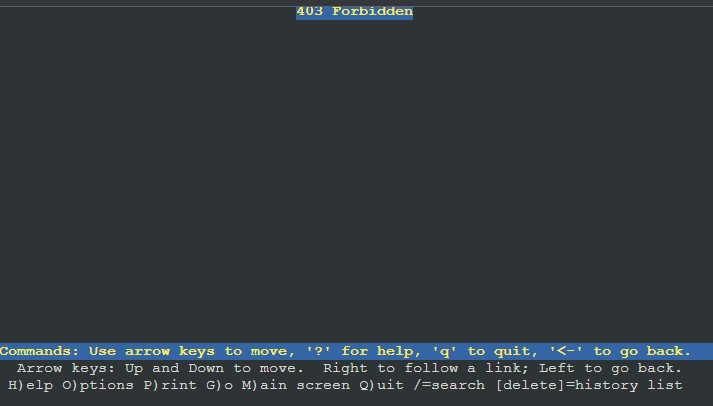 403 Forbidden
Commands: Use arrow keys to move, '?' for help, 'q' to quit, '<-' to go back.
Arrow keys: Up and Down to move.  Right to follow a link; Left to go back.
H)elp O)ptions P)rint G)o M)ain screen Q)uit /=search [delete]=history list